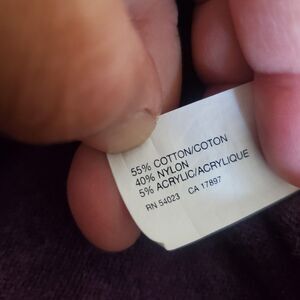 55% COTTON/COTON
40% NYLON
5% ACRYLIC/ACRYLIQUE
RN 54023 CA 17897